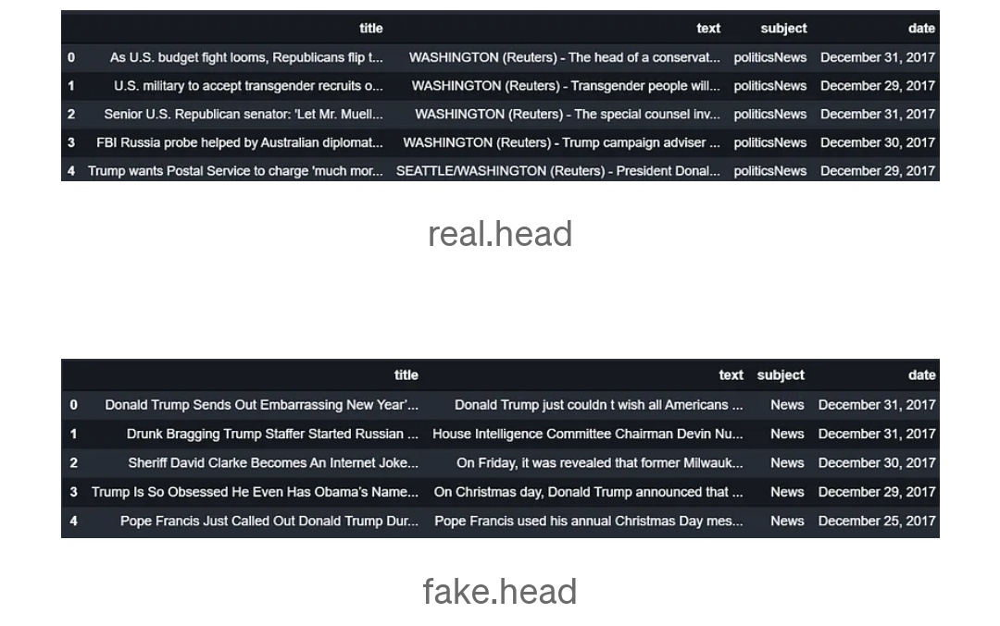 title text subject date
0 As U.S. budget fight looms, Republicans flip t... WASHINGTON (Reuters) - The head of a conservat... politicsNews December 31, 2017
1 U.S. military to accept transgender recruits o... WASHINGTON (Reuters) - Transgender people will... politicsNews December 29, 2017
2 Senior U.S. Republican senator: 'Let Mr. Muell... WASHINGTON (Reuters) - The special counsel inv... politicsNews December 31, 2017
3 FBI Russia probe helped by Australian diplomat... WASHINGTON (Reuters) - Trump campaign adviser ... politicsNews December 30, 2017
4 Trump wants Postal Service to charge 'much mor... SEATTLE/WASHINGTON (Reuters) - President Donal... politicsNews December 29, 2017
real.head
title text subject date
0 Donald Trump Sends Out Embarrassing New Year’... Donald Trump just couldn t wish all Americans ... News December 31, 2017
1 Drunk Bragging Trump Staffer Started Russian ... House Intelligence Committee Chairman Devin Nu... News December 31, 2017
2 Sheriff David Clarke Becomes An Internet Joke... On Friday, it was revealed that former Milwauk... News December 30, 2017
3 Trump Is So Obsessed He Even Has Obama’s Name... On Christmas day, Donald Trump announced that ... News December 29, 2017
4 Pope Francis Just Called Out Donald Trump Dur... Pope Francis used his annual Christmas Day mes... News December 25, 2017
fake.head